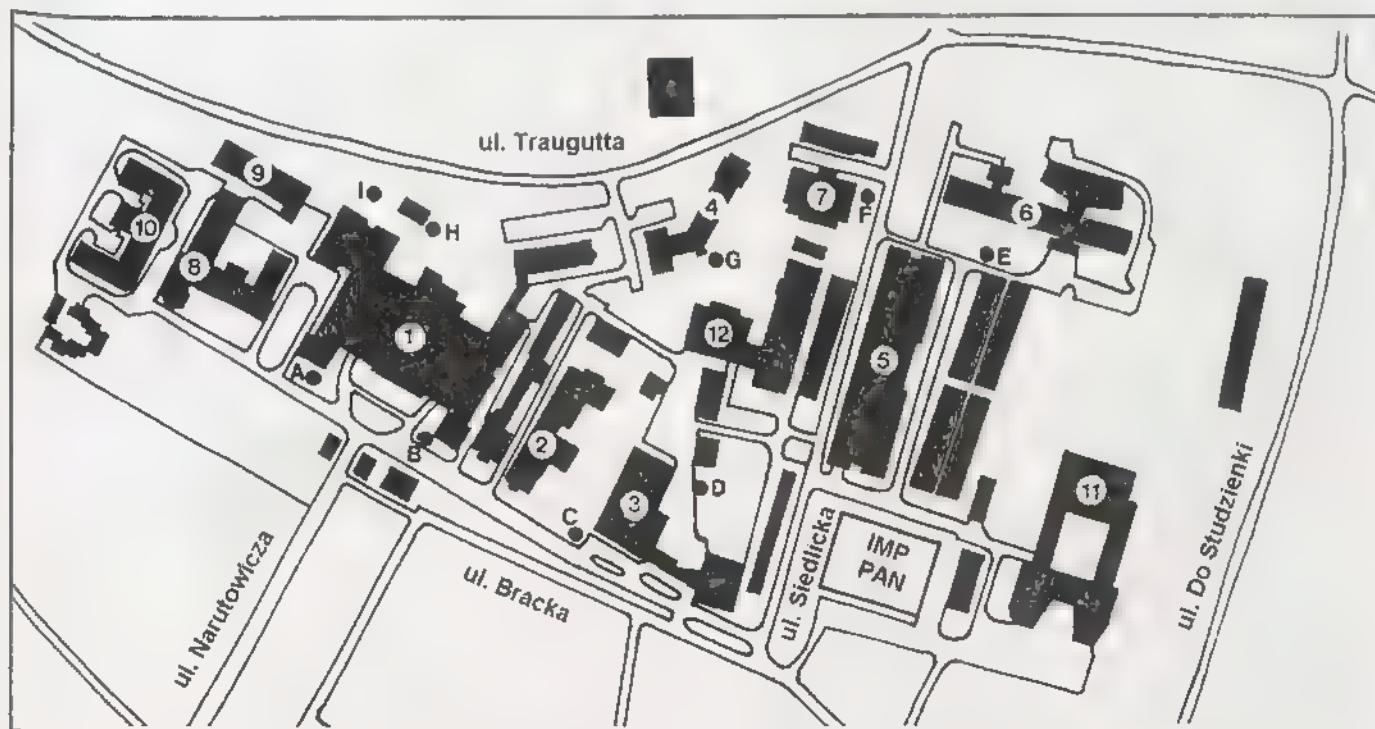 ul. Traugutta
9
I
H
4
7
F
6
10
8
G
E
1
12
5
A
B
2
C
3
D
11
IMP
PAN
ul. Narutowicza
ul. Bracka
ul. Siedlicka
ul. Do Studzienki